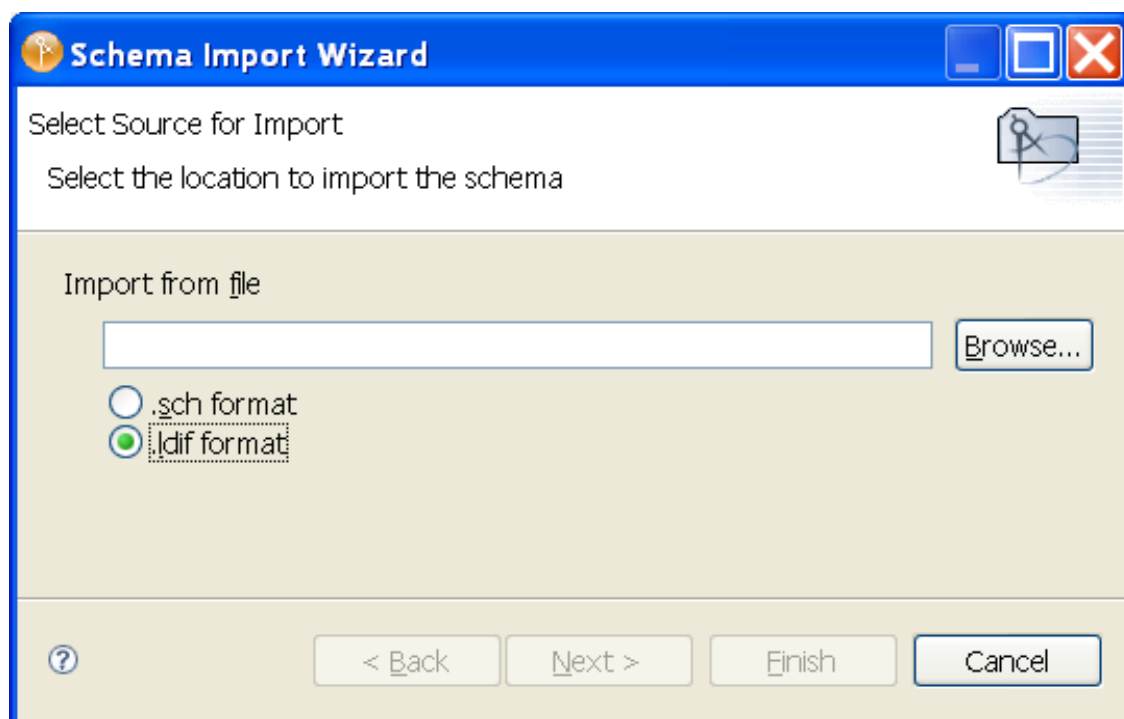 Schema Import Wizard
Select Source for Import
Select the location to import the schema
Import from file
Browse...
.sch format
.ldif format
?
< Back
Next >
Finish
Cancel